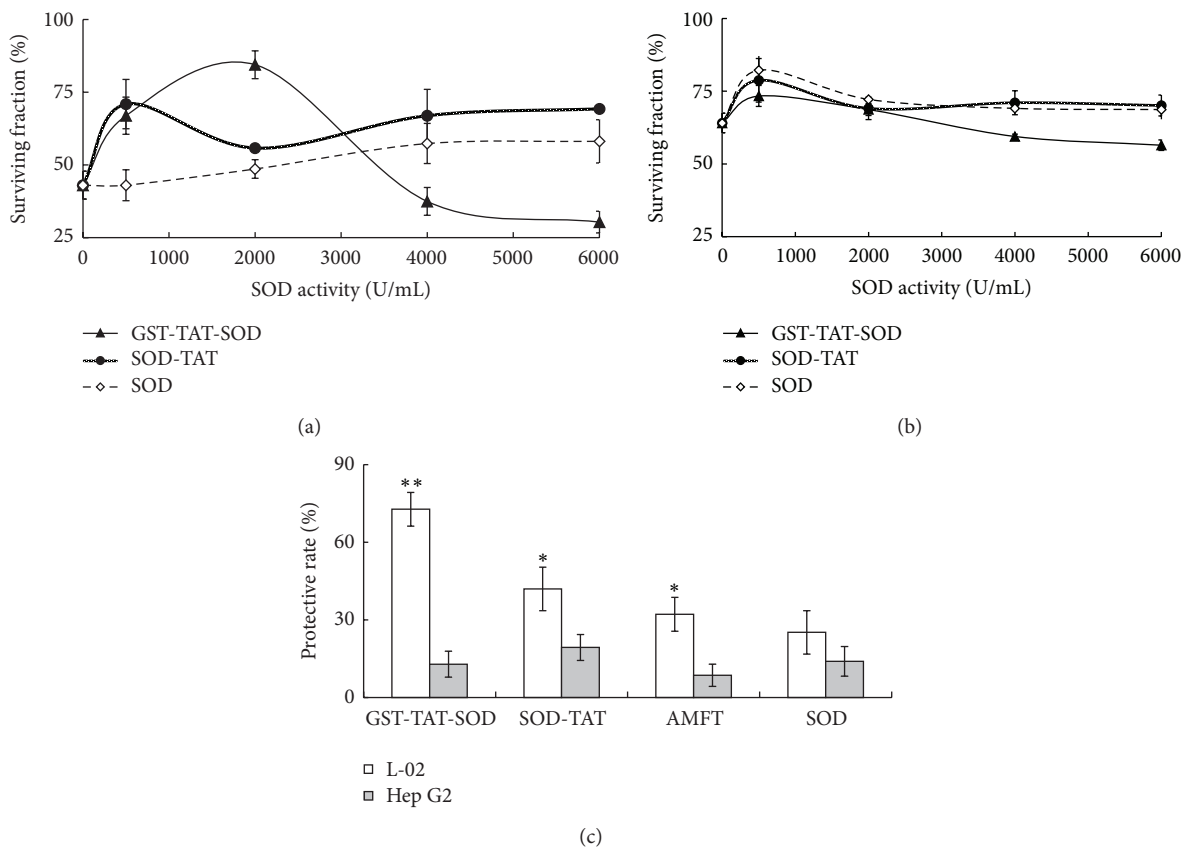 100
75
50
25
Surviving fraction (%)
0 1000 2000 3000 4000 5000 6000
SOD activity (U/mL)
GST-TAT-SOD
SOD-TAT
SOD
(a)
100
75
50
25
Surviving fraction (%)
0 1000 2000 3000 4000 5000 6000
SOD activity (U/mL)
GST-TAT-SOD
SOD-TAT
SOD
(b)
90
60
30
0
Protective rate (%)
**
*
*
GST-TAT-SOD SOD-TAT AMFT SOD
L-02
Hep G2
(c)